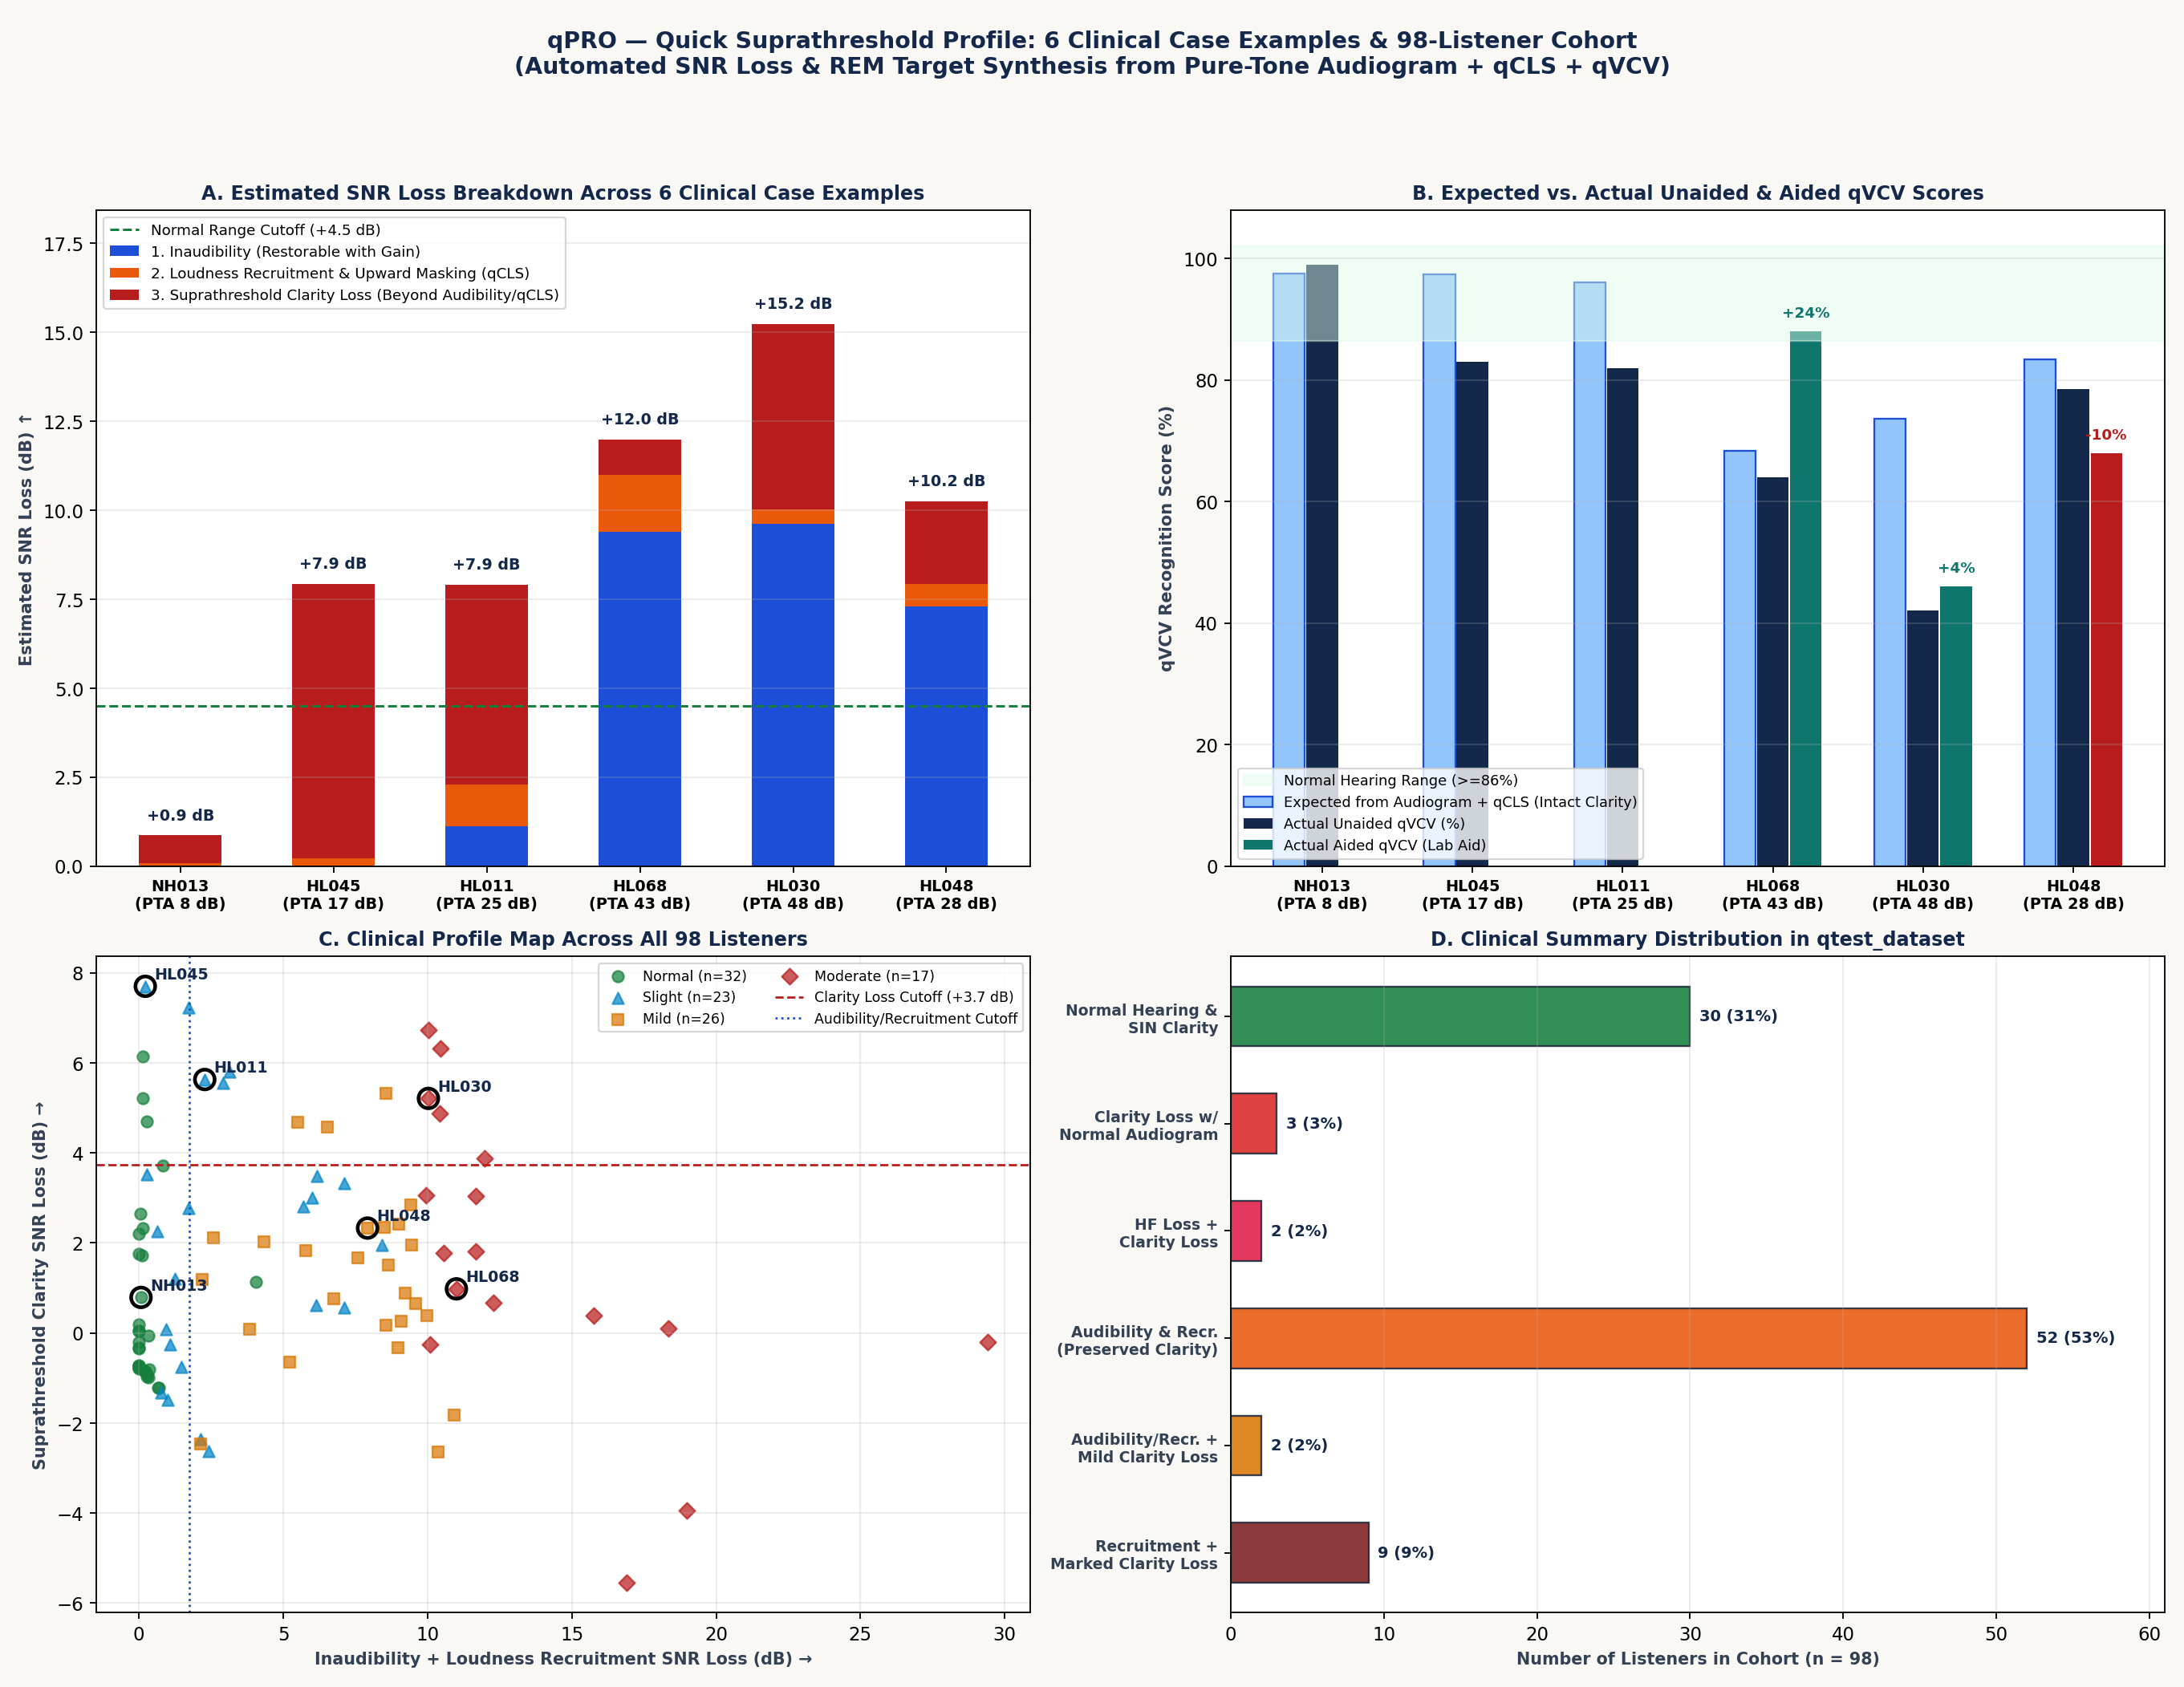 qPRO — Quick Suprathreshold Profile: 6 Clinical Case Examples & 98-Listener Cohort
(Automated SNR Loss & REM Target Synthesis from Pure-Tone Audiogram + qCLS + qVCV)
A. Estimated SNR Loss Breakdown Across 6 Clinical Case Examples
Estimated SNR Loss (dB) ↑
17.5
15.0
12.5
10.0
7.5
5.0
2.5
0.0
Normal Range Cutoff (+4.5 dB)
1. Inaudibility (Restorable with Gain)
2. Loudness Recruitment & Upward Masking (qCLS)
3. Suprathreshold Clarity Loss (Beyond Audibility/qCLS)
+0.9 dB
+7.9 dB
+7.9 dB
+12.0 dB
+15.2 dB
+10.2 dB
NH013
(PTA 8 dB)
HL045
(PTA 17 dB)
HL011
(PTA 25 dB)
HL068
(PTA 43 dB)
HL030
(PTA 48 dB)
HL048
(PTA 28 dB)
B. Expected vs. Actual Unaided & Aided qVCV Scores
qVCV Recognition Score (%)
100
80
60
40
20
0
+24%
+4%
-10%
Normal Hearing Range (>=86%)
Expected from Audiogram + qCLS (Intact Clarity)
Actual Unaided qVCV (%)
Actual Aided qVCV (Lab Aid)
NH013
(PTA 8 dB)
HL045
(PTA 17 dB)
HL011
(PTA 25 dB)
HL068
(PTA 43 dB)
HL030
(PTA 48 dB)
HL048
(PTA 28 dB)
C. Clinical Profile Map Across All 98 Listeners
Suprathreshold Clarity SNR Loss (dB) →
8
6
4
2
0
−2
−4
−6
Normal (n=32)
Slight (n=23)
Mild (n=26)
Moderate (n=17)
Clarity Loss Cutoff (+3.7 dB)
Audibility/Recruitment Cutoff
HL045
HL011
HL030
HL048
HL068
NH013
0
5
10
15
20
25
30
Inaudibility + Loudness Recruitment SNR Loss (dB) →
D. Clinical Summary Distribution in qtest_dataset
Normal Hearing &
SIN Clarity
30 (31%)
Clarity Loss w/
Normal Audiogram
3 (3%)
HF Loss +
Clarity Loss
2 (2%)
Audibility & Recr.
(Preserved Clarity)
52 (53%)
Audibility/Recr. +
Mild Clarity Loss
2 (2%)
Recruitment +
Marked Clarity Loss
9 (9%)
0
10
20
30
40
50
60
Number of Listeners in Cohort (n = 98)